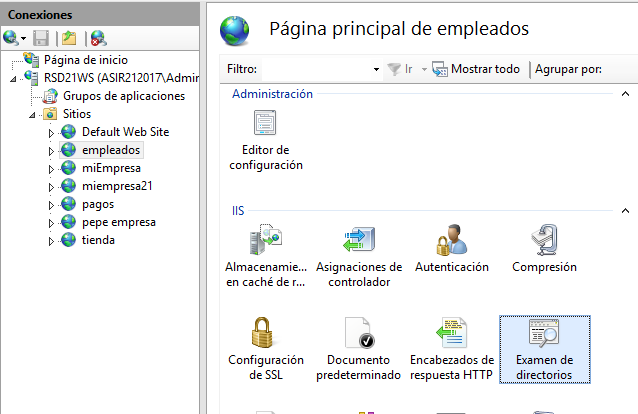 Conexiones
Página de inicio
RSD21WS (ASIR212017\Admir
Grupos de aplicaciones
Sitios
Default Web Site
empleados
miEmpresa
miempresa21
pagos
pepe empresa
tienda
Página principal de empleados
Filtro:
Ir
Mostrar todo
Agrupar por:
Administración
Editor de
configuración
IIS
Almacenamie...
en caché de r...
Asignaciones de
controlador
Autenticación
Compresión
Configuración
de SSL
Documento
predeterminado
Encabezados de
respuesta HTTP
Examen de
directorios